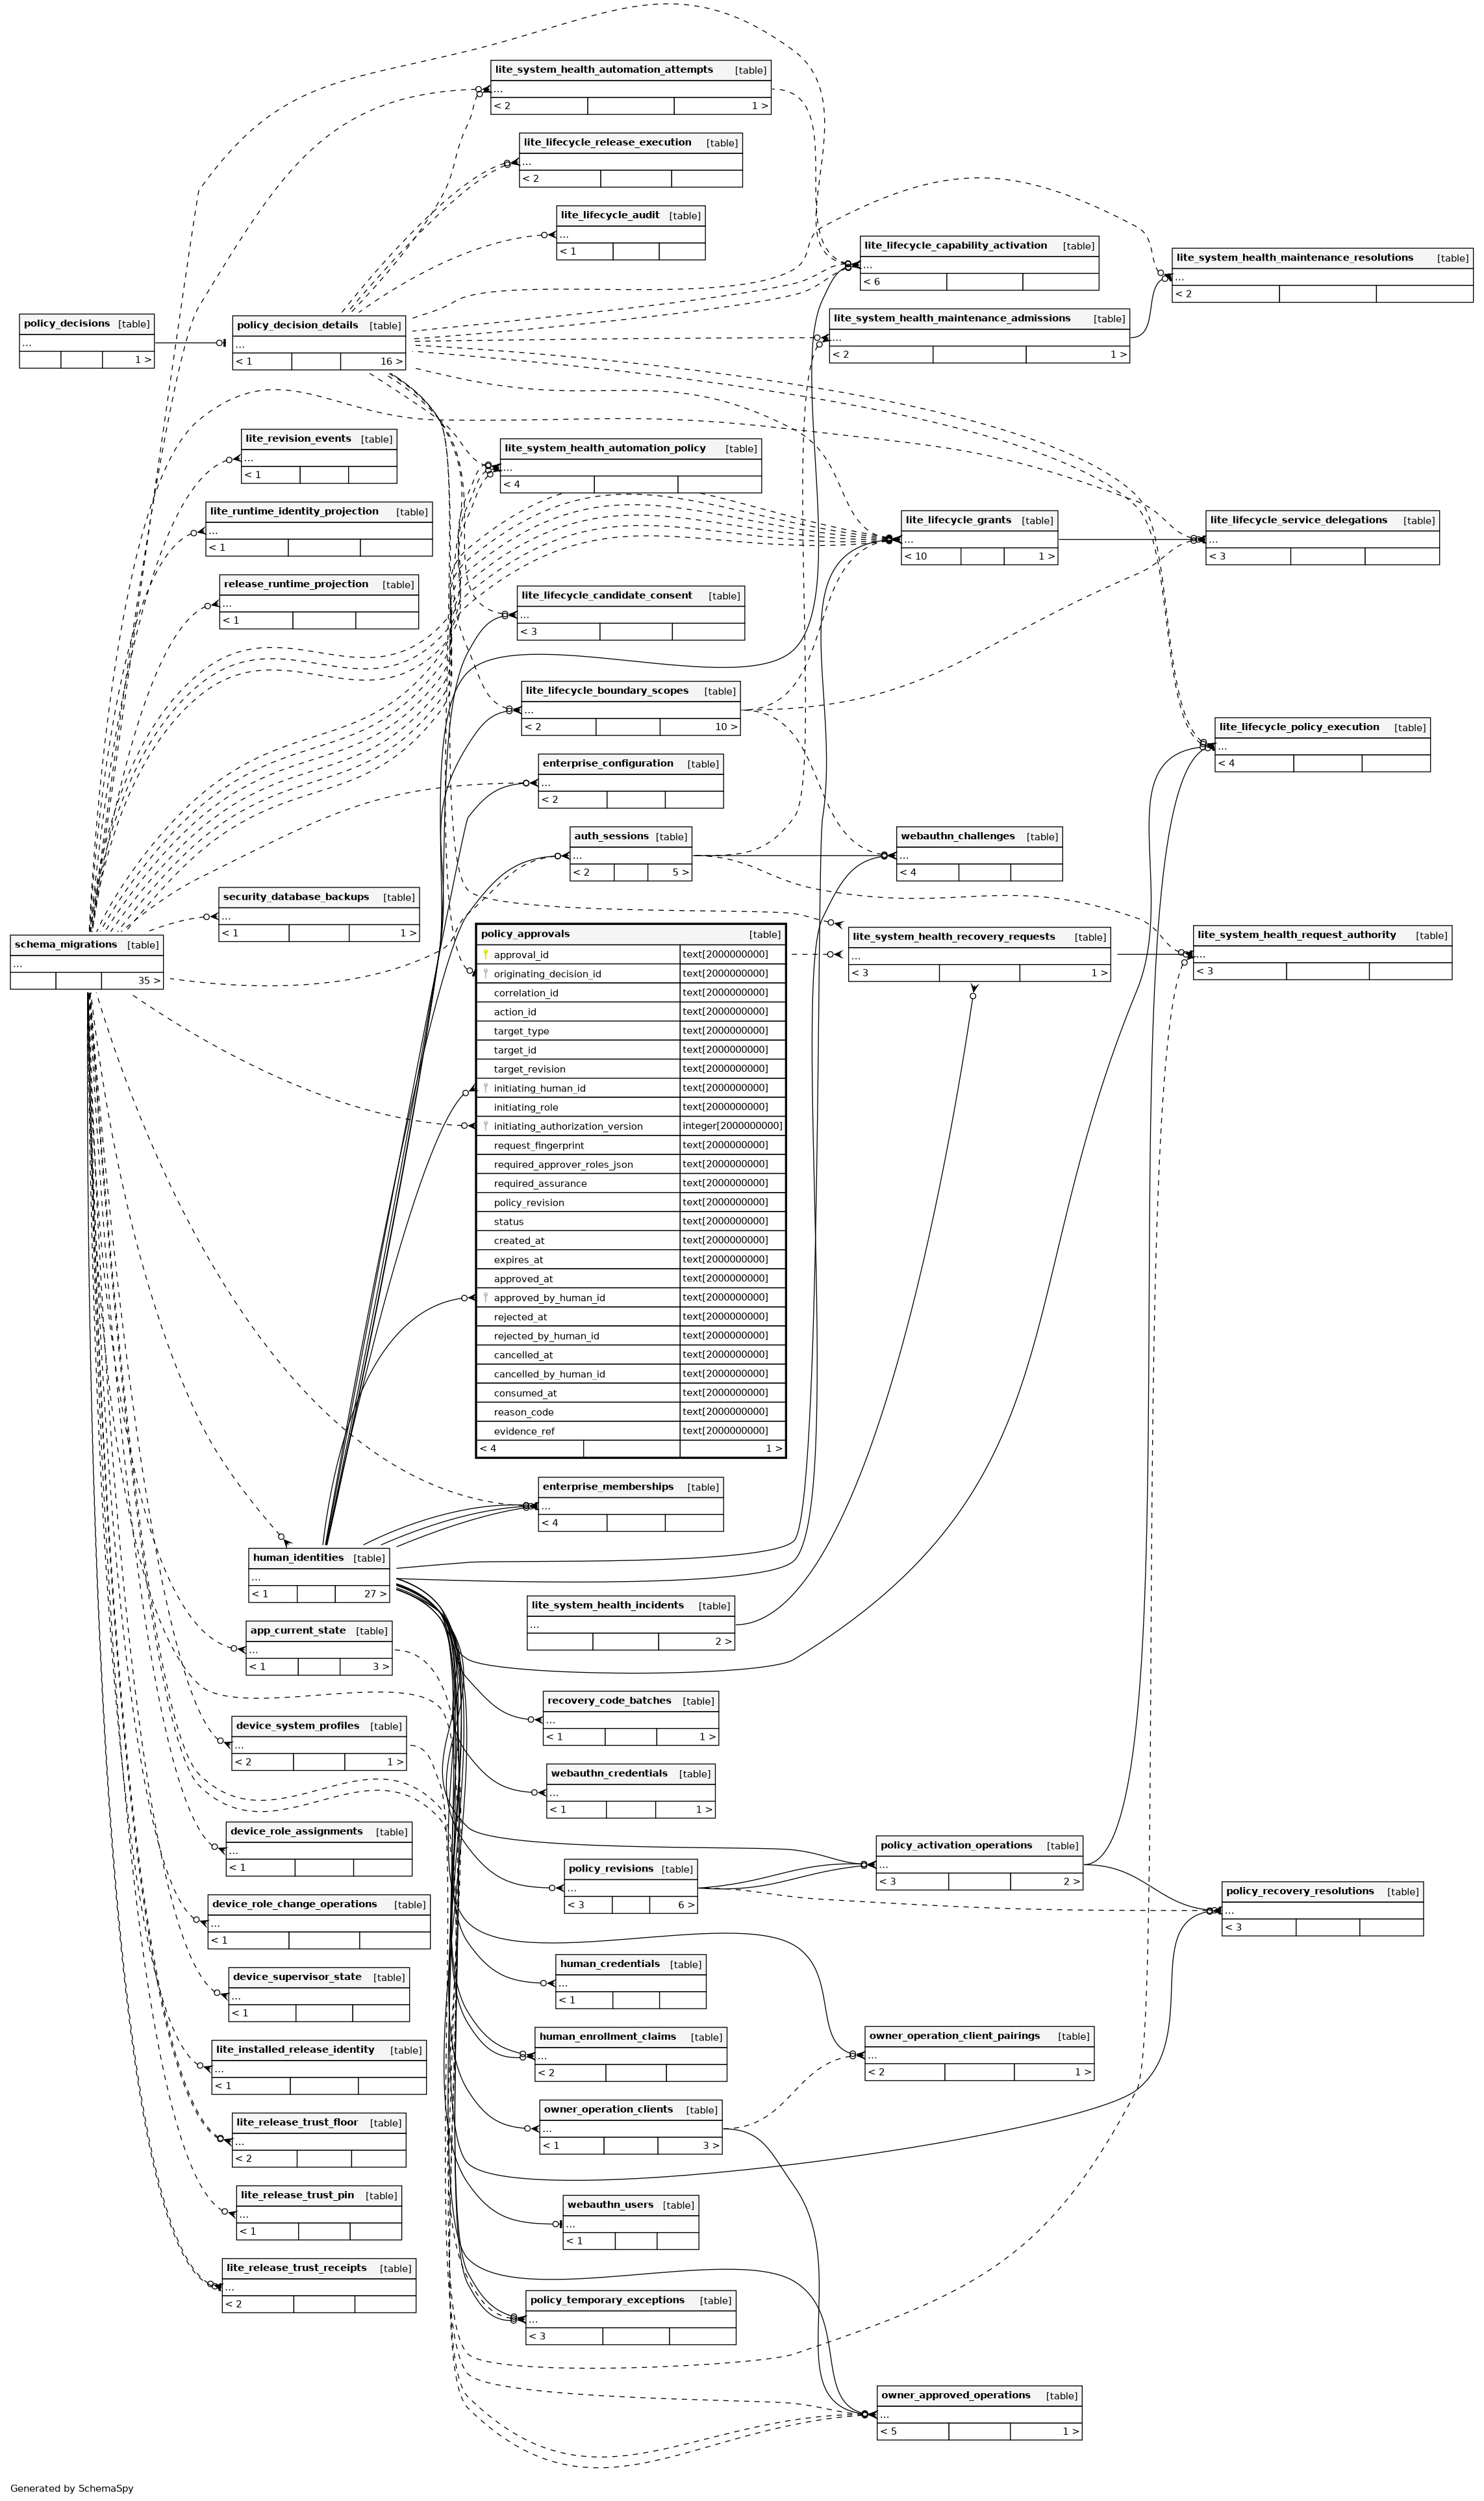 lite_system_health_automation_attempts [table]
...
< 2 1 >
lite_lifecycle_release_execution [table]
...
< 2
lite_lifecycle_audit [table]
...
< 1
lite_lifecycle_capability_activation [table]
...
< 6
lite_system_health_maintenance_resolutions [table]
...
< 2
lite_system_health_maintenance_admissions [table]
...
< 2 1 >
policy_decisions [table]
...
1 >
policy_decision_details [table]
...
< 1 16 >
lite_revision_events [table]
...
< 1
lite_system_health_automation_policy [table]
...
< 4
lite_runtime_identity_projection [table]
...
< 1
lite_lifecycle_grants [table]
...
< 10 1 >
lite_lifecycle_service_delegations [table]
...
< 3
release_runtime_projection [table]
...
< 1
lite_lifecycle_candidate_consent [table]
...
< 3
lite_lifecycle_boundary_scopes [table]
...
< 2 10 >
lite_lifecycle_policy_execution [table]
...
< 4
enterprise_configuration [table]
...
< 2
auth_sessions [table]
...
< 2 5 >
webauthn_challenges [table]
...
< 4
security_database_backups [table]
...
< 1 1 >
schema_migrations [table]
...
35 >
policy_approvals [table]
approval_id text[2000000000]
originating_decision_id text[2000000000]
correlation_id text[2000000000]
action_id text[2000000000]
target_type text[2000000000]
target_id text[2000000000]
target_revision text[2000000000]
initiating_human_id text[2000000000]
initiating_role text[2000000000]
initiating_authorization_version integer[2000000000]
request_fingerprint text[2000000000]
required_approver_roles_json text[2000000000]
required_assurance text[2000000000]
policy_revision text[2000000000]
status text[2000000000]
created_at text[2000000000]
expires_at text[2000000000]
approved_at text[2000000000]
approved_by_human_id text[2000000000]
rejected_at text[2000000000]
rejected_by_human_id text[2000000000]
cancelled_at text[2000000000]
cancelled_by_human_id text[2000000000]
consumed_at text[2000000000]
reason_code text[2000000000]
evidence_ref text[2000000000]
< 4 1 >
lite_system_health_recovery_requests [table]
...
< 3 1 >
lite_system_health_request_authority [table]
...
< 3
enterprise_memberships [table]
...
< 4
human_identities [table]
...
< 1 27 >
lite_system_health_incidents [table]
...
2 >
app_current_state [table]
...
< 1 3 >
recovery_code_batches [table]
...
< 1 1 >
device_system_profiles [table]
...
< 2 1 >
webauthn_credentials [table]
...
< 1 1 >
device_role_assignments [table]
...
< 1
policy_revisions [table]
...
< 3 6 >
policy_activation_operations [table]
...
< 3 2 >
policy_recovery_resolutions [table]
...
< 3
device_role_change_operations [table]
...
< 1
human_credentials [table]
...
< 1
device_supervisor_state [table]
...
< 1
human_enrollment_claims [table]
...
< 2
owner_operation_client_pairings [table]
...
< 2 1 >
lite_installed_release_identity [table]
...
< 1
owner_operation_clients [table]
...
< 1 3 >
lite_release_trust_floor [table]
...
< 2
lite_release_trust_pin [table]
...
< 1
webauthn_users [table]
...
< 1
lite_release_trust_receipts [table]
...
< 2
policy_temporary_exceptions [table]
...
< 3
owner_approved_operations [table]
...
< 5 1 >
Generated by SchemaSpy